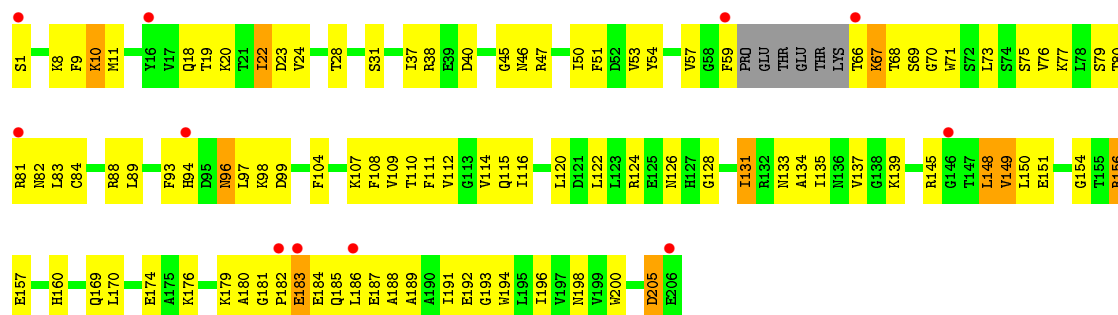 S1 K8 F9 K10 M11 Y16 V17 Q18 T19 K20 T21 I22 D23 V24 T28 S31 I37 R38 E39 D40 G45 N46 R47 I50 F51 D52 V53 Y54 V57 G58 F59 PRO GLU THR GLU THR LYS T66 K67 T68 S69 G70 W71 S72 L73 S74 S75 V76 K77 L78 S79 T80
R81 N82 L83 C84 R88 L89 F93 H94 D95 N96 L97 K98 D99 F104 K107 F108 V109 T110 F111 V112 G113 V114 Q115 I116 L120 D121 L122 L123 R124 E125 N126 H127 G128 I131 R132 N133 A134 I135 N136 V137 G138 K139 R145 G146 T147 L148 V149 L150 E151 G154 T155 R156
E157 H160 Q169 L170 E174 A175 K176 K179 A180 G181 P182 E183 E184 Q185 L186 E187 A188 A189 A190 I191 E192 G193 W194 L195 I196 V197 N198 V199 W200 D205 E206